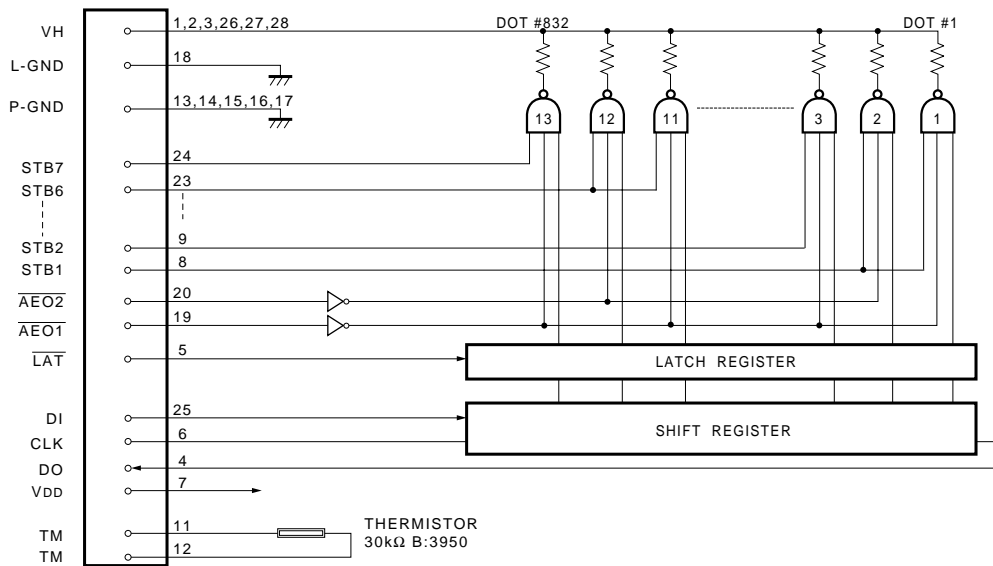 VH 1,2,3,26,27,28 DOT #832 DOT #1
L-GND 18
P-GND 13,14,15,16,17
13 12 11 3 2 1
STB7 24
STB6 23
STB2 9
STB1 8
AEO2 20
AEO1 19
LAT 5 LATCH REGISTER
DI 25
CLK 6 SHIFT REGISTER
DO 4
VDD 7
TM 11 THERMISTOR
TM 12 30kΩ B:3950